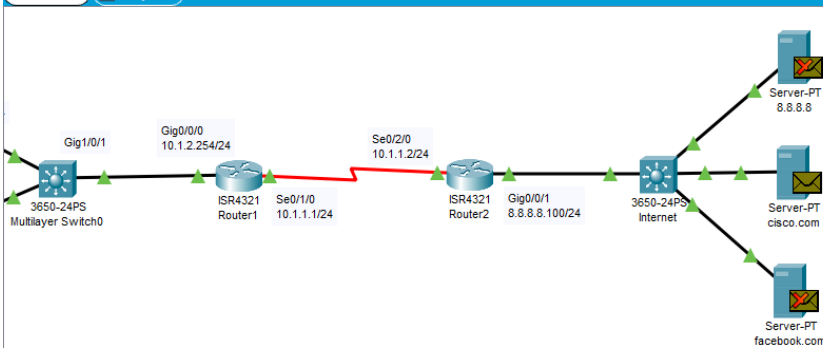 Gig1/0/1
3650-24PS
Multilayer Switch0
Gig0/0/0
10.1.2.254/24
ISR4321
Router1
Se0/1/0
10.1.1.1/24
Se0/2/0
10.1.1.2/24
ISR4321
Router2
Gig0/0/1
8.8.8.8.100/24
3650-24PS
Internet
Server-PT
8.8.8.8
Server-PT
cisco.com
Server-PT
facebook.com